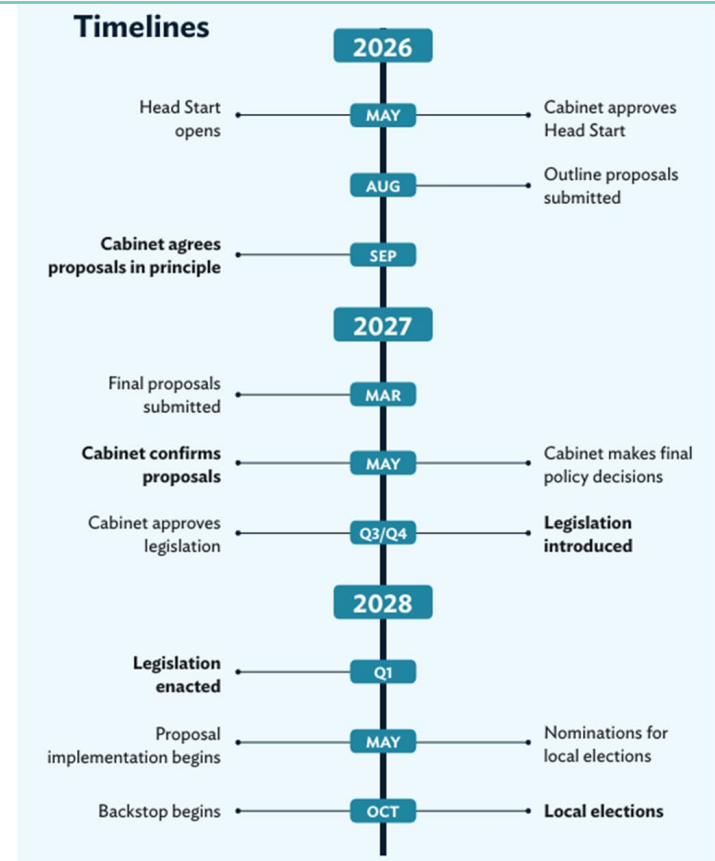 Timelines
2026
Head Start
opens
MAY
Cabinet approves
Head Start
AUG
Outline proposals
submitted
Cabinet agrees
proposals in principle
SEP
2027
Final proposals
submitted
MAR
Cabinet confirms
proposals
MAY
Cabinet makes final
policy decisions
Cabinet approves
legislation
Q3/Q4
Legislation
introduced
2028
Legislation
enacted
Q1
Proposal
implementation begins
MAY
Nominations for
local elections
Backstop begins
OCT
Local elections